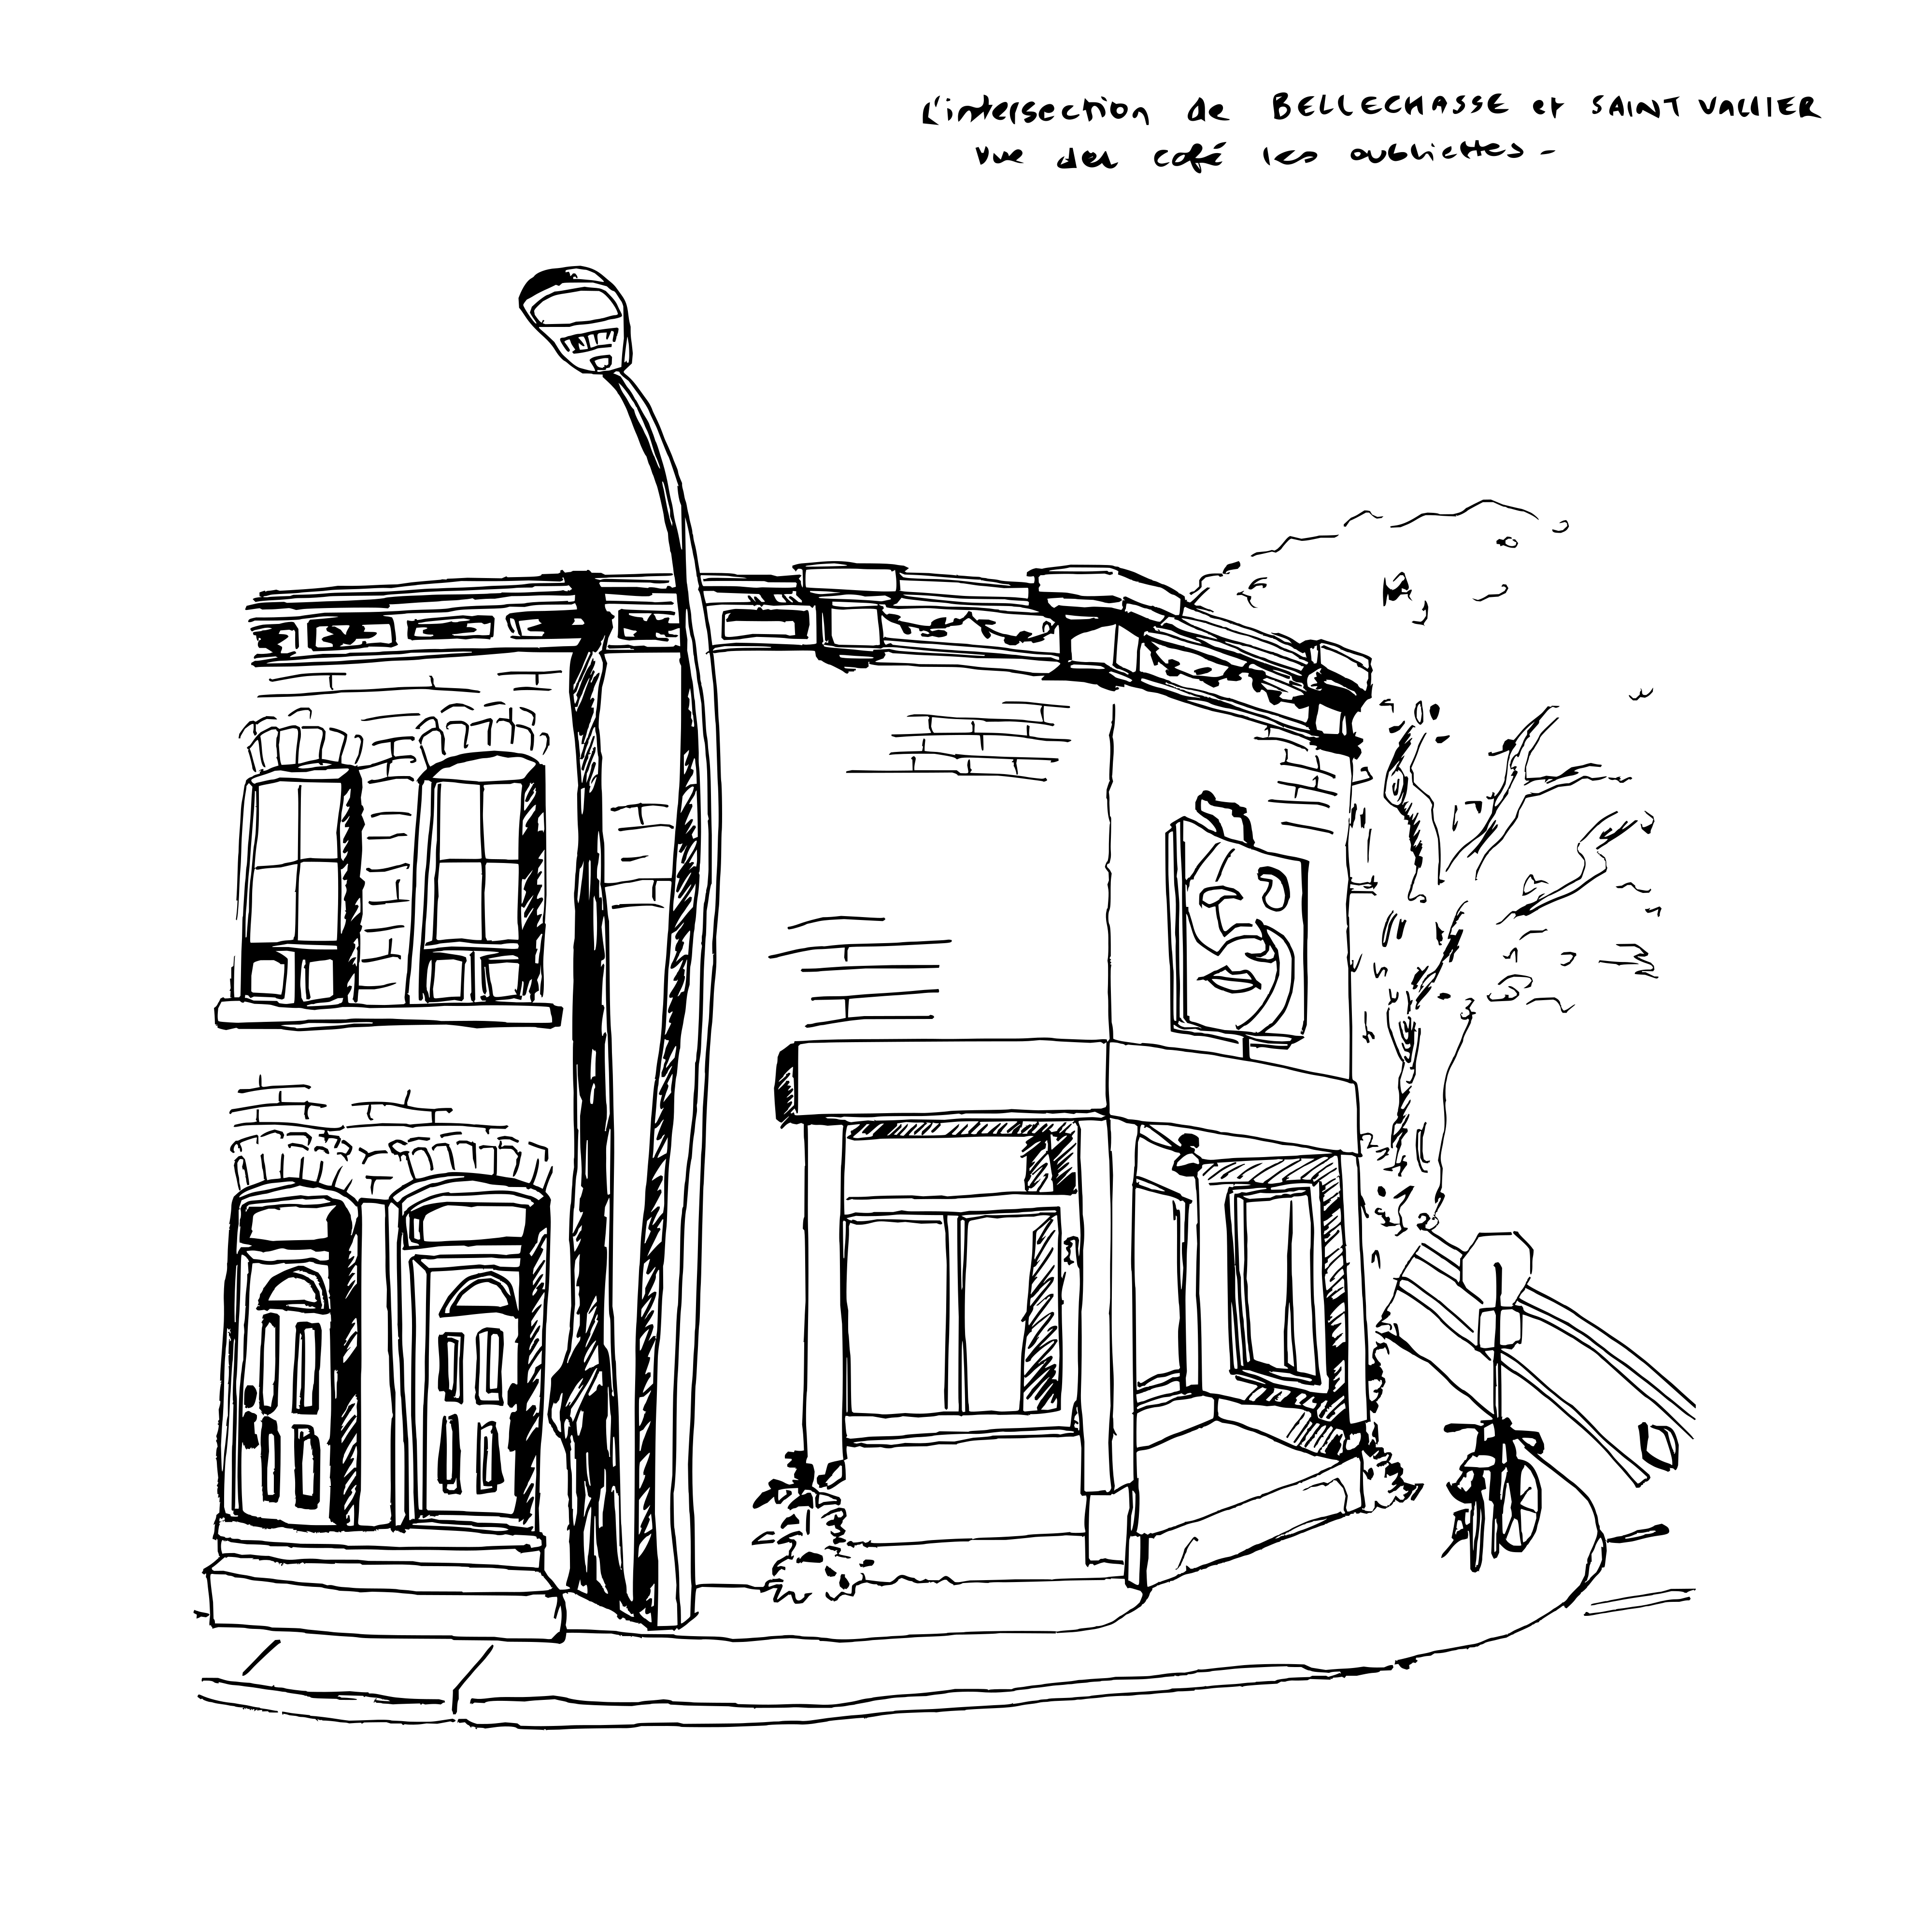 L'intersection de BELLECHASSE et SAINT VALLIER
vue du café les oubliettes -